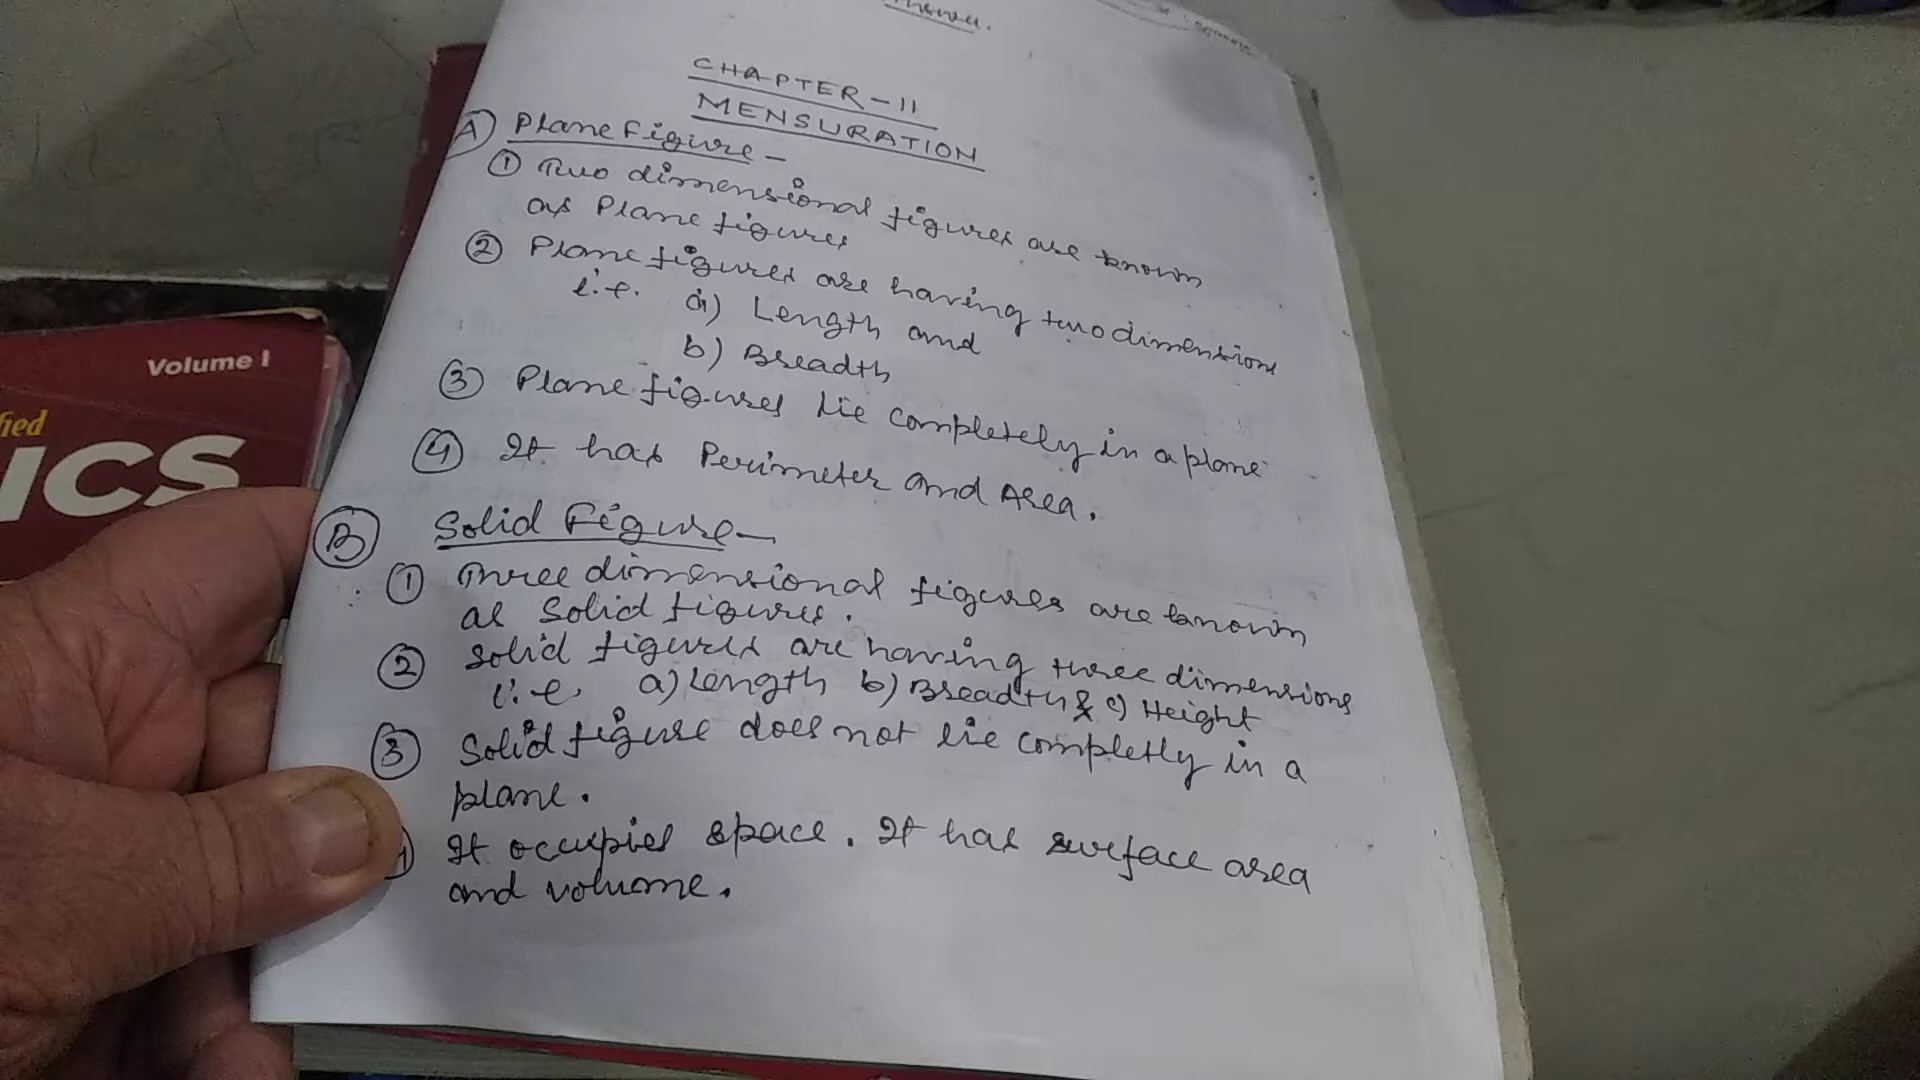 CHAPTER-11
MENSURATION
A) Plane Figure -
① Two dimensional figures are known
as Plane figures
② Plane figures are having two dimensions
i.e. a) Length and
b) Breadth
③ Plane figures lie completely in a plane
④ It has Perimeter and Area.
Ⓑ Solid Figure -
① Three dimensional figures are known
as Solid figures.
② Solid figures are having three dimensions
i.e. a) Length b) Breadth & c) Height
③ Solid figure does not lie completly in a
plane.
It occupies space. It has surface area
and volume.
Volume I
ICS